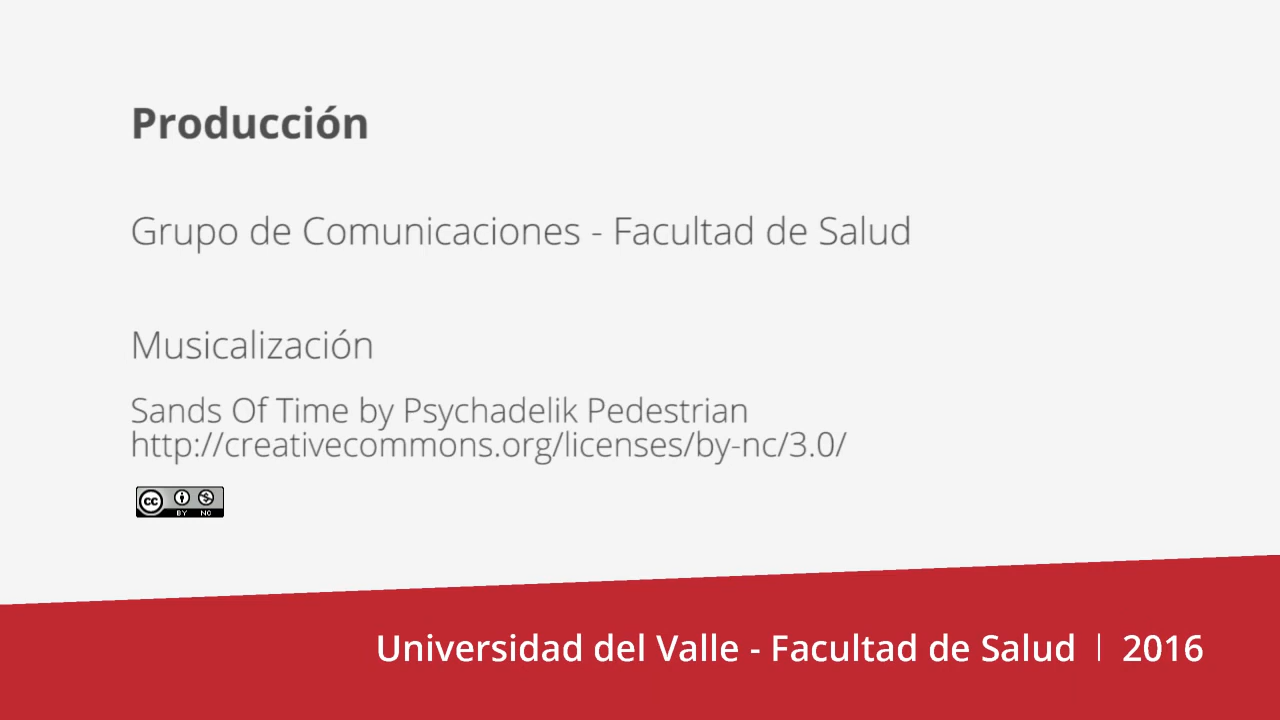 Producción
Grupo de Comunicaciones - Facultad de Salud
Musicalización
Sands Of Time by Psychadelik Pedestrian
http://creativecommons.org/licenses/by-nc/3.0/
cc BY NC
Universidad del Valle - Facultad de Salud | 2016